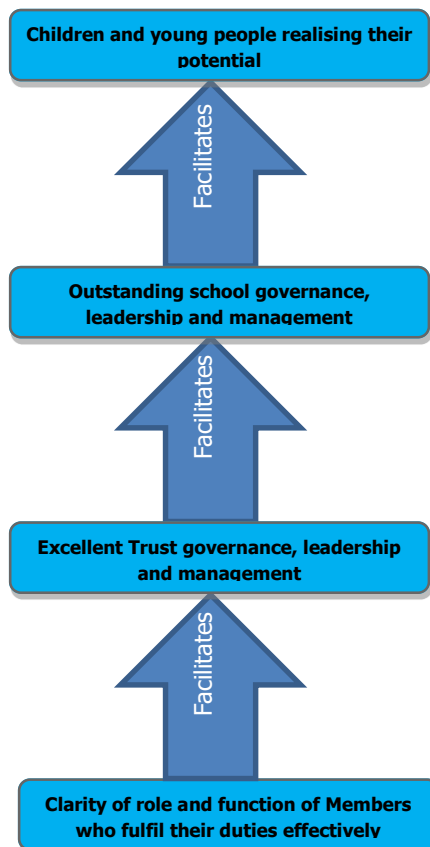 Children and young people realising their
potential
Facilitates
Outstanding school governance,
leadership and management
Facilitates
Excellent Trust governance, leadership
and management
Facilitates
Clarity of role and function of Members
who fulfil their duties effectively